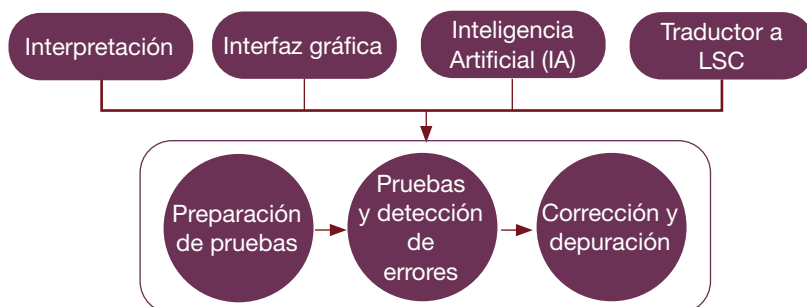 Interpretación
Interfaz gráfica
Inteligencia
Artificial (IA)
Traductor a
LSC
Preparación
de pruebas
Pruebas
y detección
de
errores
Corrección y
depuración